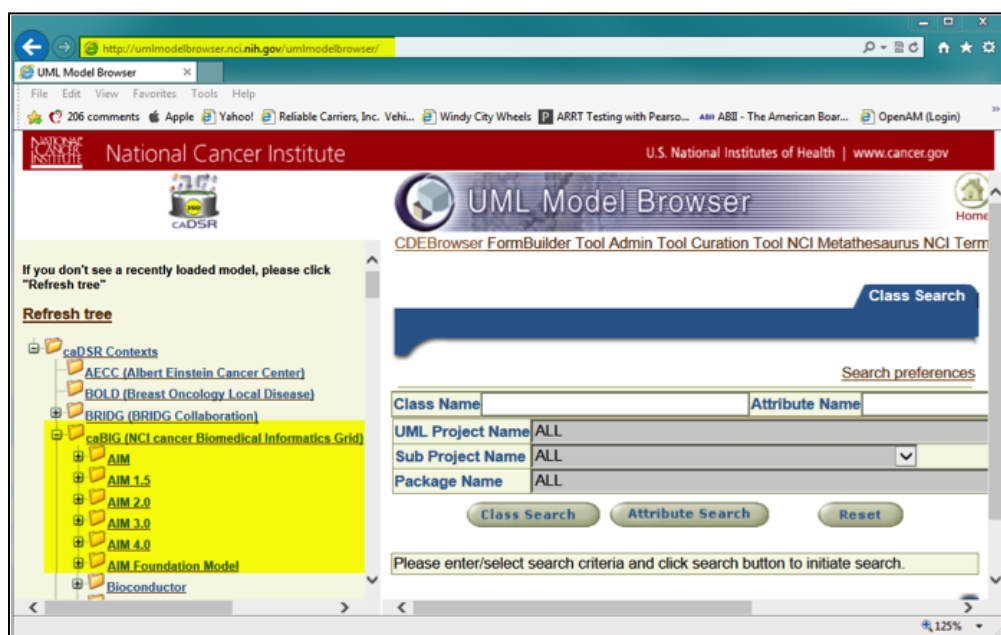 http://umlmodelbrowser.nci.nih.gov/umlmodelbrowser/
UML Model Browser
File Edit View Favorites Tools Help
206 comments Apple Yahoo! Reliable Carriers, Inc. Vehi... Windy City Wheels ARRT Testing with Pearso... ABII ABII - The American Boar... OpenAM (Login)
NATIONAL CANCER INSTITUTE National Cancer Institute U.S. National Institutes of Health | www.cancer.gov
caDSR
UML Model Browser
Home
CDEBrowser FormBuilder Tool Admin Tool Curation Tool NCI Metathesaurus NCI Term
If you don't see a recently loaded model, please click
"Refresh tree"
Refresh tree
caDSR Contexts
AECC (Albert Einstein Cancer Center)
BOLD (Breast Oncology Local Disease)
BRIDG (BRIDG Collaboration)
caBIG (NCI cancer Biomedical Informatics Grid)
AIM
AIM 1.5
AIM 2.0
AIM 3.0
AIM 4.0
AIM Foundation Model
Bioconductor
Class Search
Search preferences
Class Name Attribute Name
UML Project Name ALL
Sub Project Name ALL
Package Name ALL
Class Search Attribute Search Reset
Please enter/select search criteria and click search button to initiate search.
125%